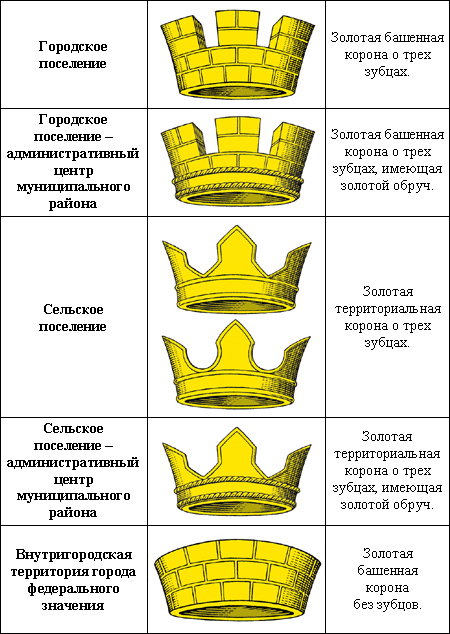 Городское
поселение
Золотая башенная
корона о трех
зубцах.
Городское
поселение –
административный
центр
муниципального
района
Золотая башенная
корона о трех
зубцах, имеющая
золотой обруч.
Сельское
поселение
Золотая
территориальная
корона о трех
зубцах.
Сельское
поселение –
административный
центр
муниципального
района
Золотая
территориальная
корона о трех
зубцах, имеющая
золотой обруч.
Внутригородская
территория города
федерального
значения
Золотая
башенная
корона
без зубцов.